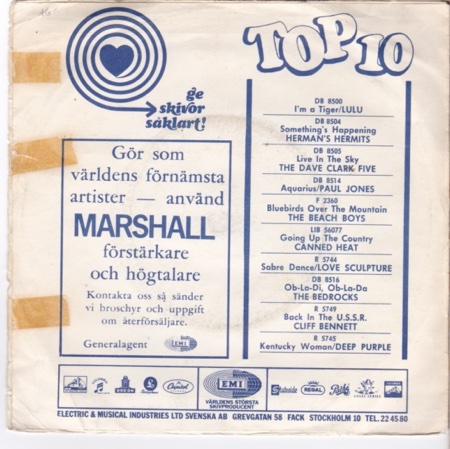 ge
skivor
såklart!
Gör som
världens förnämsta
artister — använd
MARSHALL
förstärkare
och högtalare
Kontakta oss så sänder
vi broschyr och uppgift
om återförsäljare.
Generalagent EMI
TOP 10
DB 8500
I'm a Tiger/LULU
DB 8504
Something's Happening
HERMAN'S HERMITS
DB 8505
Live In The Sky
THE DAVE CLARK FIVE
DB 8514
Aquarius/PAUL JONES
F 2360
Bluebirds Over The Mountain
THE BEACH BOYS
LIB 56077
Going Up The Country
CANNED HEAT
R 5744
Sabre Dance/LOVE SCULPTURE
DB 8516
Ob-La-Di, Ob-La-Da
THE BEDROCKS
R 5749
Back In The U.S.S.R.
CLIFF BENNETT
R 5745
Kentucky Woman/DEEP PURPLE
ODEON Capitol EMI Stateside REGAL
VÄRLDENS STÖRSTA
SKIVPRODUCENT
ELECTRIC & MUSICAL INDUSTRIES LTD SVENSKA AB GREVGATAN 58 FACK STOCKHOLM 10 TEL. 22 45 80